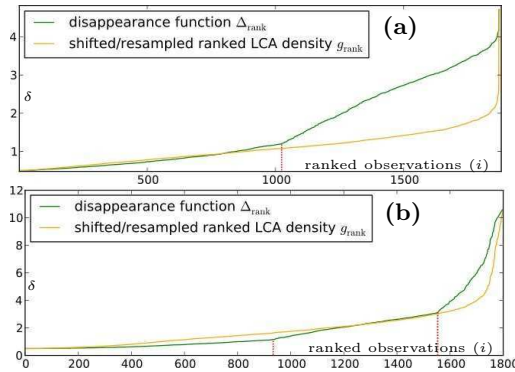 disappearance function Δrank
shifted/resampled ranked LCA density grank
(a)
4
3
δ
2
1
ranked observations (i)
500 1000 1500
12
disappearance function Δrank
shifted/resampled ranked LCA density grank
(b)
10
8
6
δ
4
2
ranked observations (i)
0
0 200 400 600 800 1000 1200 1400 1600 1800